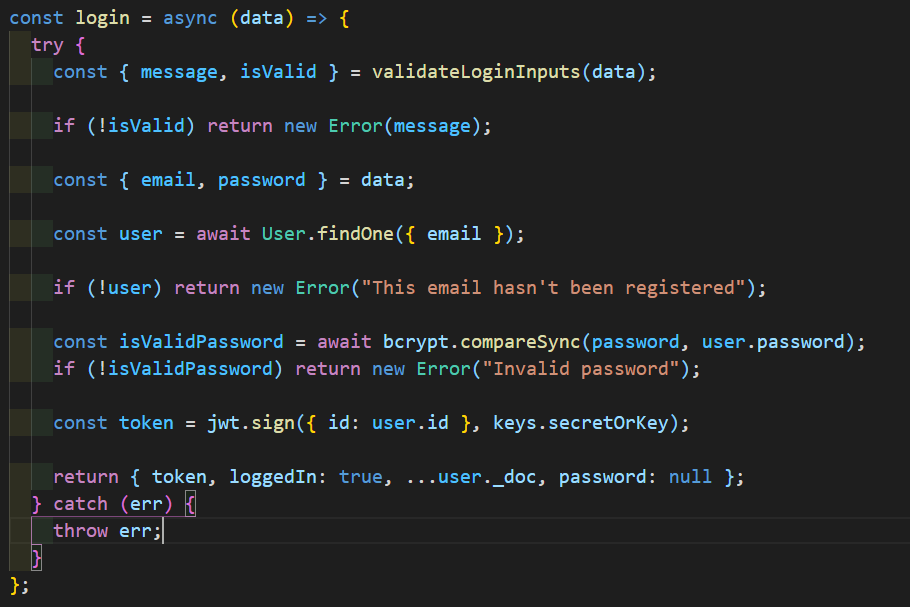 const login = async (data) => {
try {
const { message, isValid } = validateLoginInputs(data);
if (!isValid) return new Error(message);
const { email, password } = data;
const user = await User.findOne({ email });
if (!user) return new Error("This email hasn't been registered");
const isValidPassword = await bcrypt.compareSync(password, user.password);
if (!isValidPassword) return new Error("Invalid password");
const token = jwt.sign({ id: user.id }, keys.secretOrKey);
return { token, loggedIn: true, ...user._doc, password: null };
} catch (err) {
throw err;
}
};